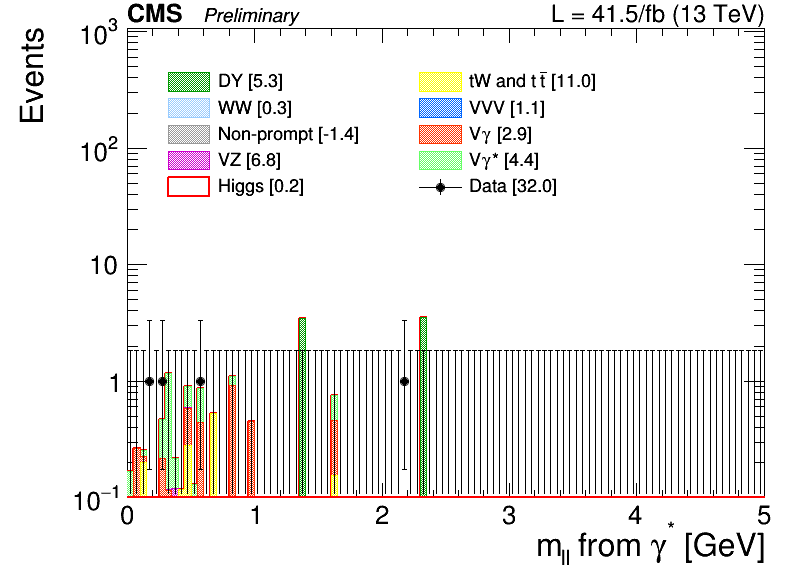 CMS Preliminary L = 41.5/fb (13 TeV)
Events
10³
10²
10
1
10⁻¹
DY [5.3]
WW [0.3]
Non-prompt [-1.4]
VZ [6.8]
Higgs [0.2]
tW and t t̅ [11.0]
VVV [1.1]
Vγ [2.9]
Vγ* [4.4]
Data [32.0]
0 1 2 3 4 5
m_ll from γ* [GeV]